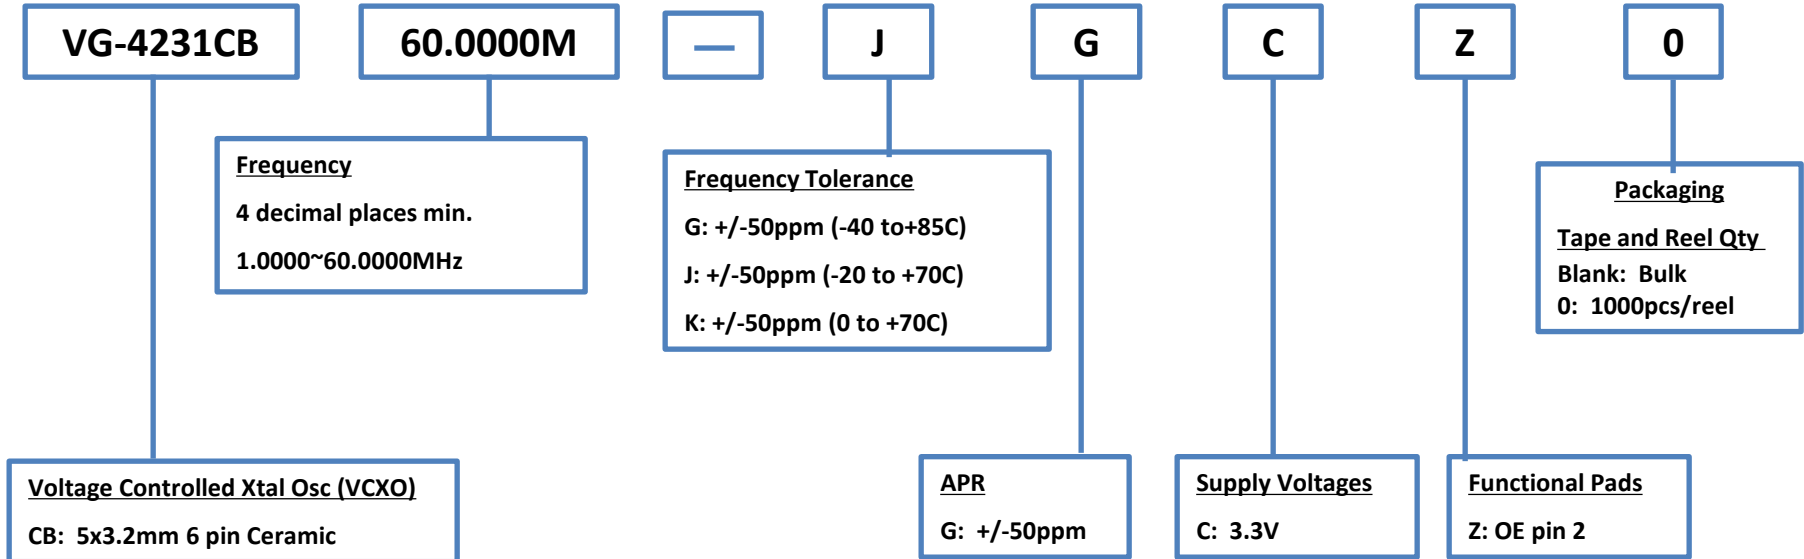 VG-4231CB 60.0000M — J G C Z 0
Frequency
4 decimal places min.
1.0000~60.0000MHz
Frequency Tolerance
G: +/-50ppm (-40 to+85C)
J: +/-50ppm (-20 to +70C)
K: +/-50ppm (0 to +70C)
Packaging
Tape and Reel Qty
Blank: Bulk
0: 1000pcs/reel
Voltage Controlled Xtal Osc (VCXO)
CB: 5x3.2mm 6 pin Ceramic
APR
G: +/-50ppm
Supply Voltages
C: 3.3V
Functional Pads
Z: OE pin 2